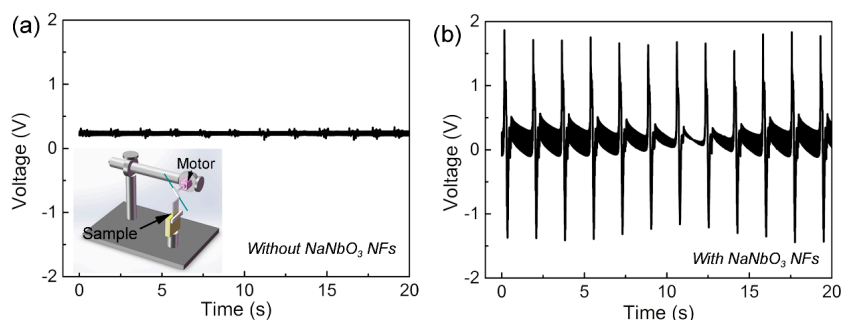 (a)
Voltage (V)
2
1
0
-1
-2
0
5
10
15
20
Time (s)
Motor
Sample
Without NaNbO₃ NFs
(b)
Voltage (V)
2
1
0
-1
-2
0
5
10
15
20
Time (s)
With NaNbO₃ NFs